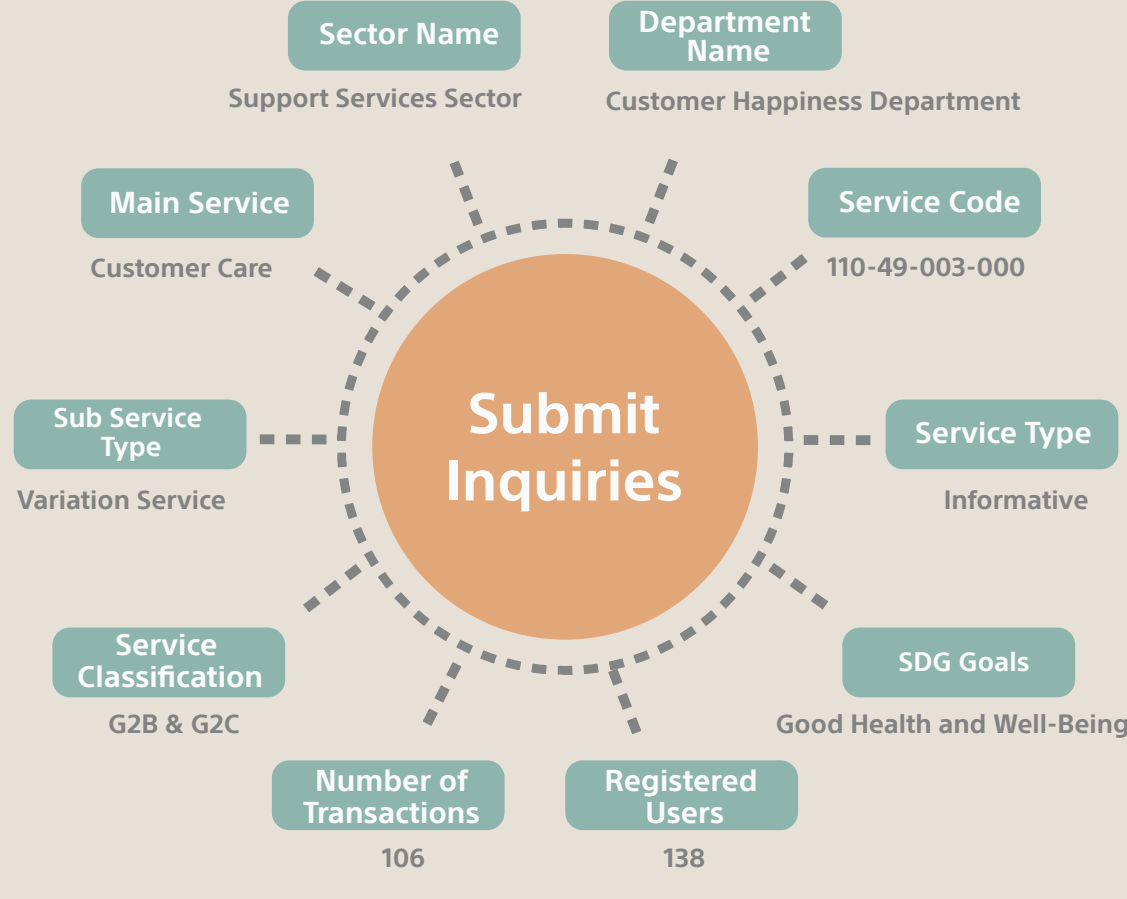 Sector Name
Support Services Sector
Department
Name
Customer Happiness Department
Main Service
Customer Care
Service Code
110-49-003-000
Sub Service
Type
Variation Service
Submit
Inquiries
Service Type
Informative
Service
Classification
G2B & G2C
SDG Goals
Good Health and Well-Being
Number of
Transactions
106
Registered
Users
138